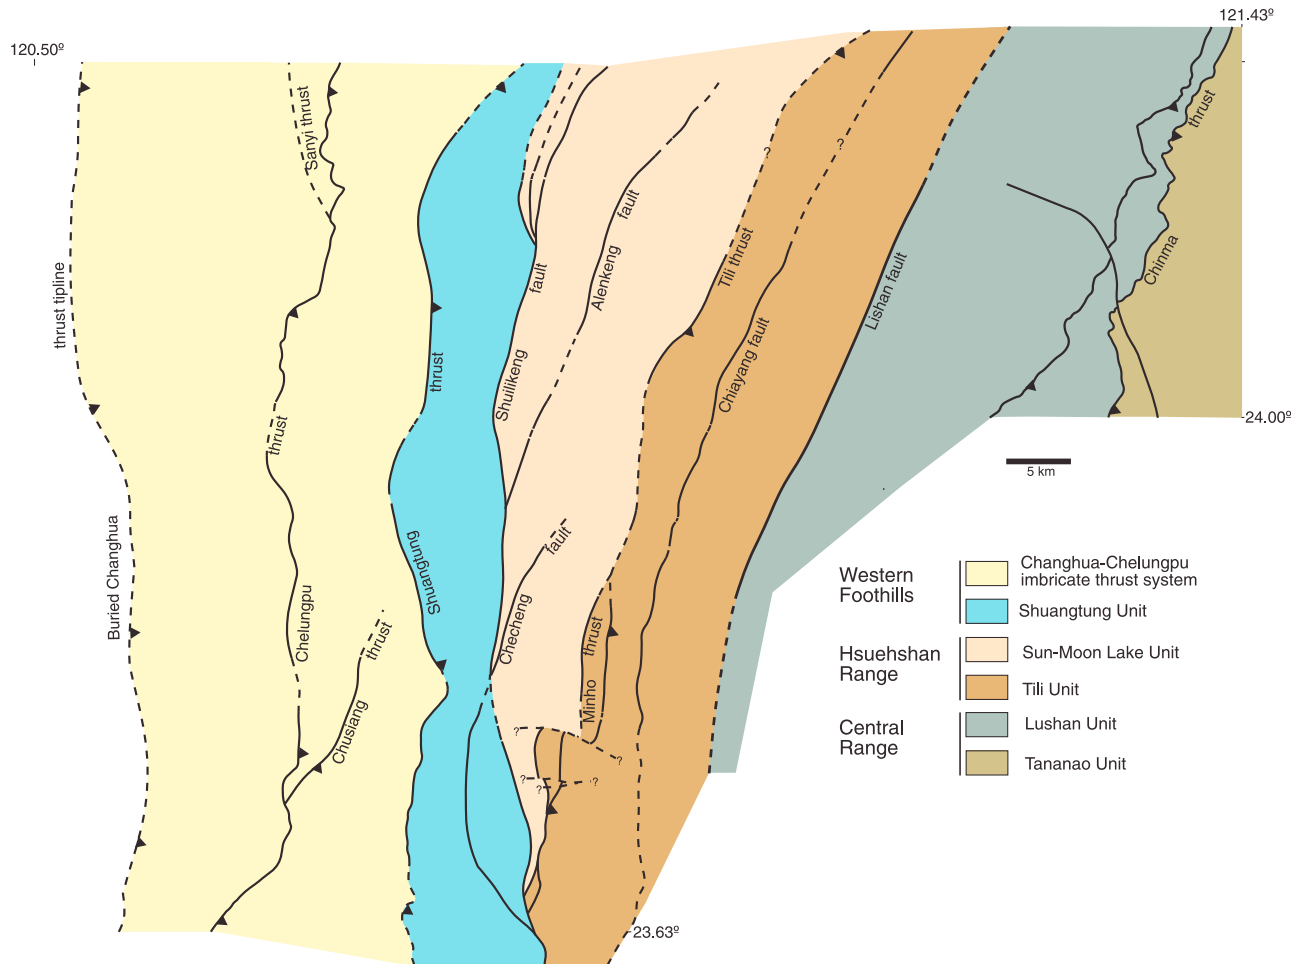 121.43º
120.50º
Sanyi thrust
thrust
fault
?
?
fault
Alenkeng
Tili thrust
Chinma
thrust tipline
Lishan fault
thrust
Shuilikeng
Chiayang fault
thrust
24.00º
5 km
Buried Changhua
Shuangtung
fault
Chelungpu
Checheng
thrust
thrust
Minho
Chusiang
?
?
?
?
?
23.63º
Western
Foothills
Changhua-Chelungpu
imbricate thrust system
Shuangtung Unit
Hsuehshan
Range
Sun-Moon Lake Unit
Tili Unit
Central
Range
Lushan Unit
Tananao Unit